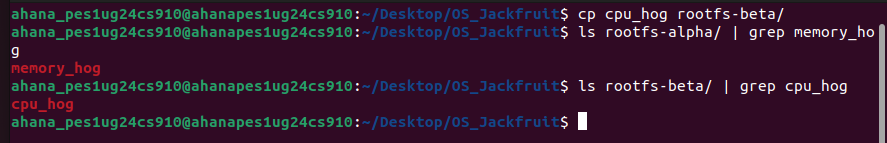 ahana_pes1ug24cs910@ahanapes1ug24cs910:~/Desktop/OS_Jackfruit$ cp cpu_hog rootfs-beta/
ahana_pes1ug24cs910@ahanapes1ug24cs910:~/Desktop/OS_Jackfruit$ ls rootfs-alpha/ | grep memory_ho
g
memory_hog
ahana_pes1ug24cs910@ahanapes1ug24cs910:~/Desktop/OS_Jackfruit$ ls rootfs-beta/ | grep cpu_hog
cpu_hog
ahana_pes1ug24cs910@ahanapes1ug24cs910:~/Desktop/OS_Jackfruit$